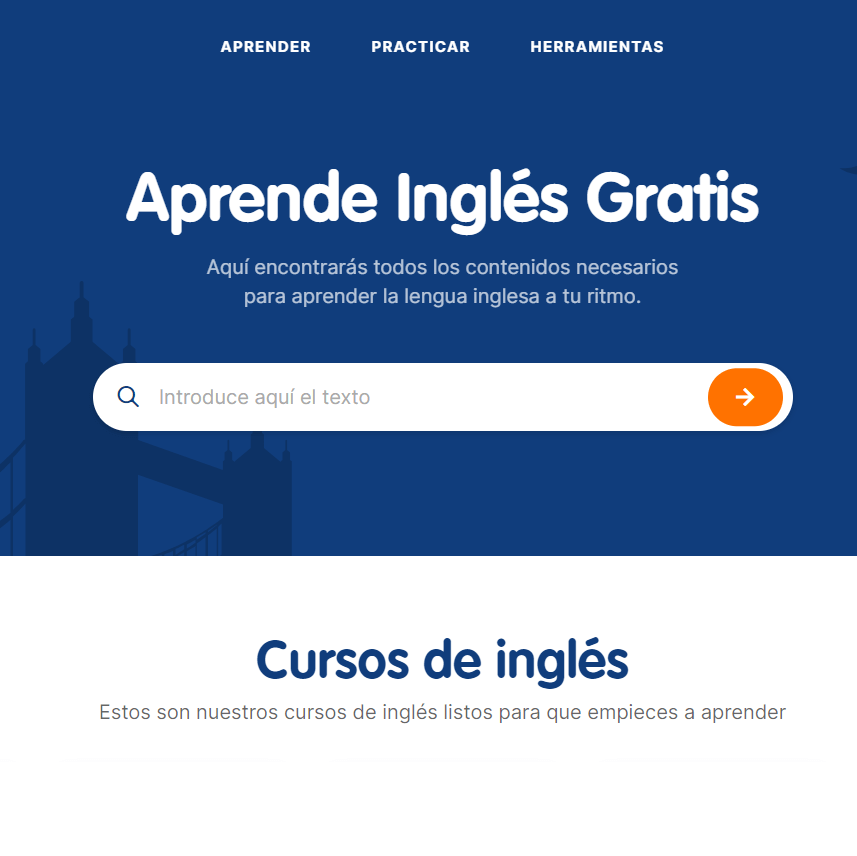 APRENDER PRACTICAR HERRAMIENTAS
Aprende Inglés Gratis
Aquí encontrarás todos los contenidos necesarios
para aprender la lengua inglesa a tu ritmo.
Introduce aquí el texto
Cursos de inglés
Estos son nuestros cursos de inglés listos para que empieces a aprender